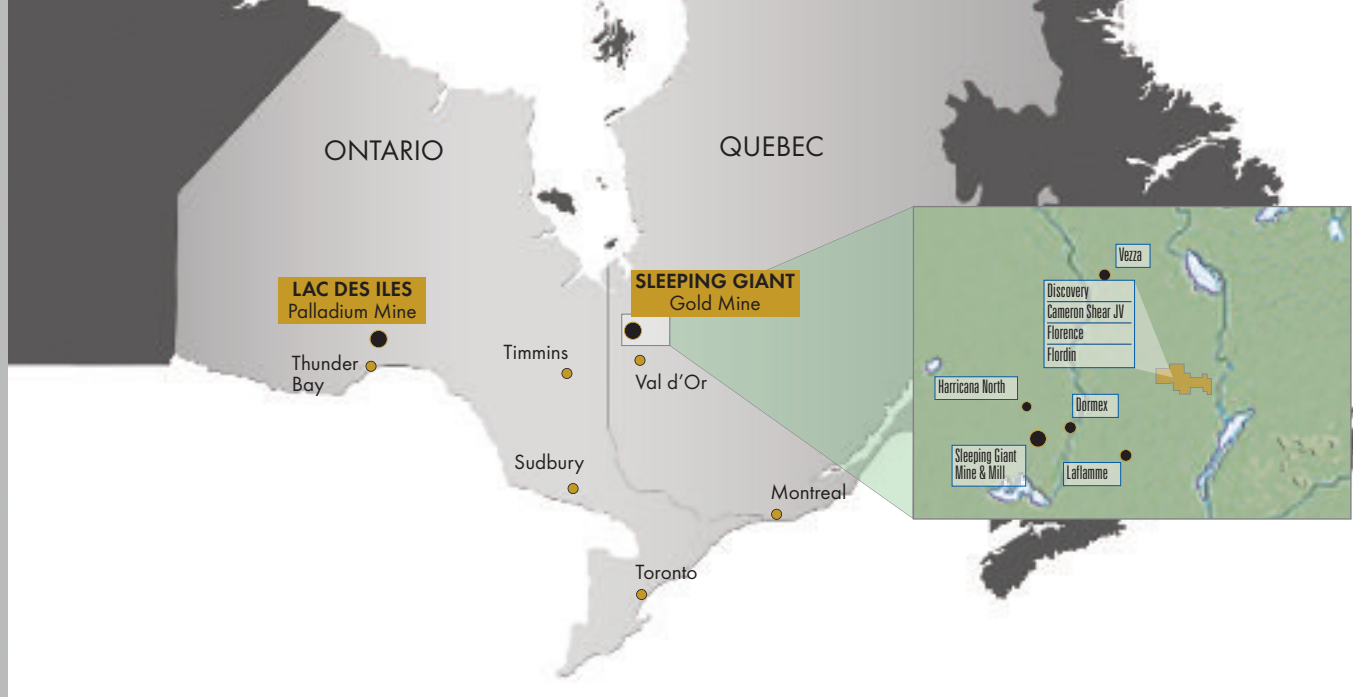 ONTARIO
QUEBEC
LAC DES ILES
Palladium Mine
SLEEPING GIANT
Gold Mine
Thunder
Bay
Timmins
Val d’Or
Sudbury
Montreal
Toronto
Vezza
Discovery
Cameron Shear JV
Florence
Flordin
Harricana North
Dormex
Sleeping Giant
Mine & Mill
Laflamme